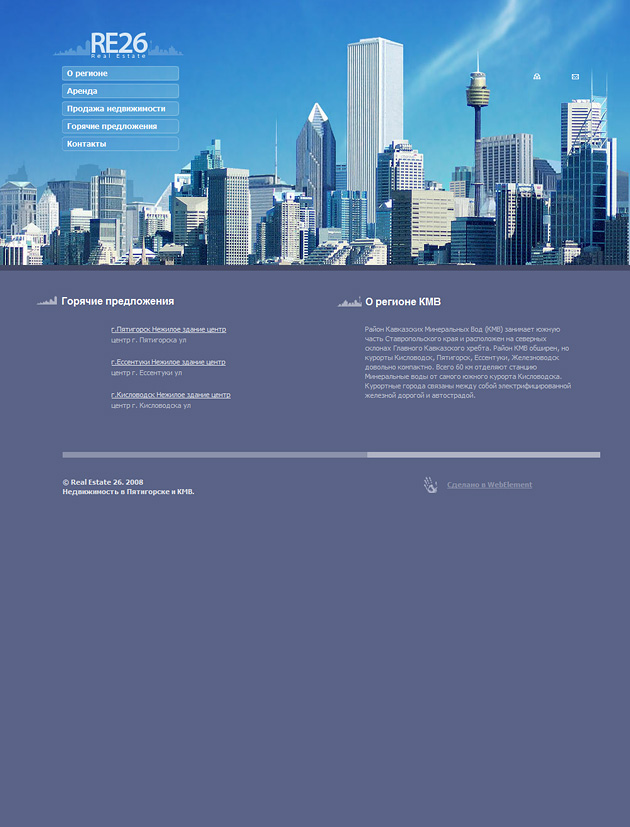 RE26
Real Estate
О регионе
Аренда
Продажа недвижимости
Горячие предложения
Контакты
Горячие предложения
г.Пятигорск Нежилое здание центр
центр г. Пятигорска ул
г.Ессентуки Нежилое здание центр
центр г. Ессентуки ул
г.Кисловодск Нежилое здание центр
центр г. Кисловодска ул
О регионе КМВ
Район Кавказских Минеральных Вод (КМВ) занимает южную
часть Ставропольского края и расположен на северных
склонах Главного Кавказского хребта. Район КМВ обширен, но
курорты Кисловодск, Пятигорск, Ессентуки, Железноводск
довольно компактно. Всего 60 км отделяют станцию
Минеральные воды от самого южного курорта Кисловодска.
Курортные города связаны между собой электрифицированной
железной дорогой и автострадой.
© Real Estate 26. 2008
Недвижимость в Пятигорске и КМВ.
Сделано в WebElement